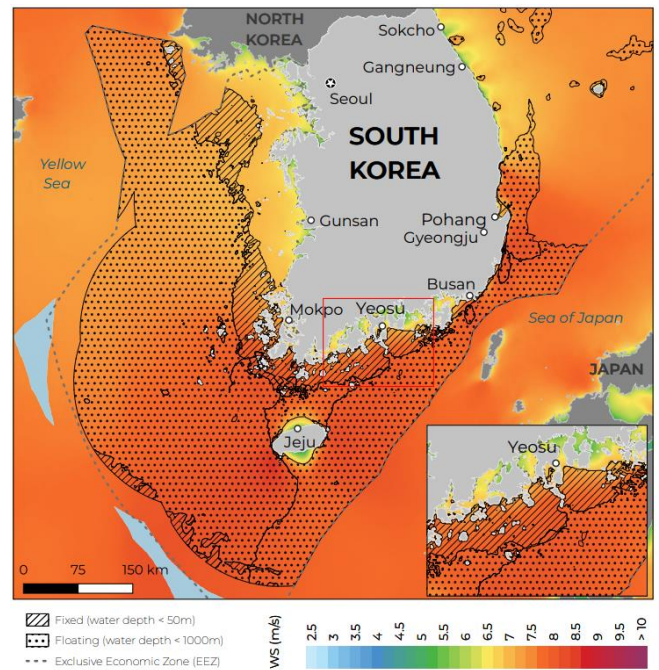 NORTH
KOREA
Sokcho
Gangneung
Seoul
SOUTH
KOREA
Yellow
Sea
Gunsan
Pohang
Gyeongju
Busan
Mokpo
Yeosu
Sea of Japan
JAPAN
Jeju
Yeosu
0 75 150 km
Fixed (water depth < 50m)
Floating (water depth < 1000m)
Exclusive Economic Zone (EEZ)
WS (m/s)
2.5 3 3.5 4 4.5 5 5.5 6 6.5 7 7.5 8 8.5 9 9.5 > 10